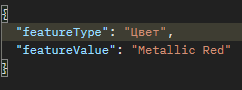 {
"featureType": "Цвет",
"featureValue": "Metallic Red"
}